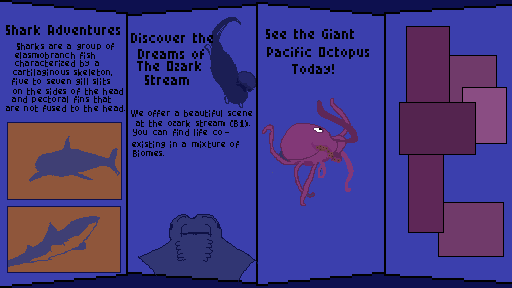 Shark Adventures
Sharks are a group of
elasmobranch fish
characterized by a
cartilaginous skeleton,
five to seven gill slits
on the sides of the head
and pectoral fins that
are not fused to the head.
Discover the
Dreams of
The Ozark
Stream
We offer a beautiful scene
at the ozark stream (B1).
You can find life co-
existing in a mixture of
Biomes.
See the Giant
Pacific Octopus
Today!